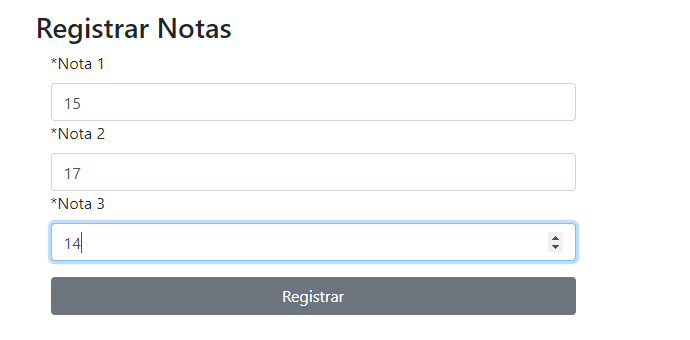 Registrar Notas
*Nota 1
15
*Nota 2
17
*Nota 3
14
Registrar